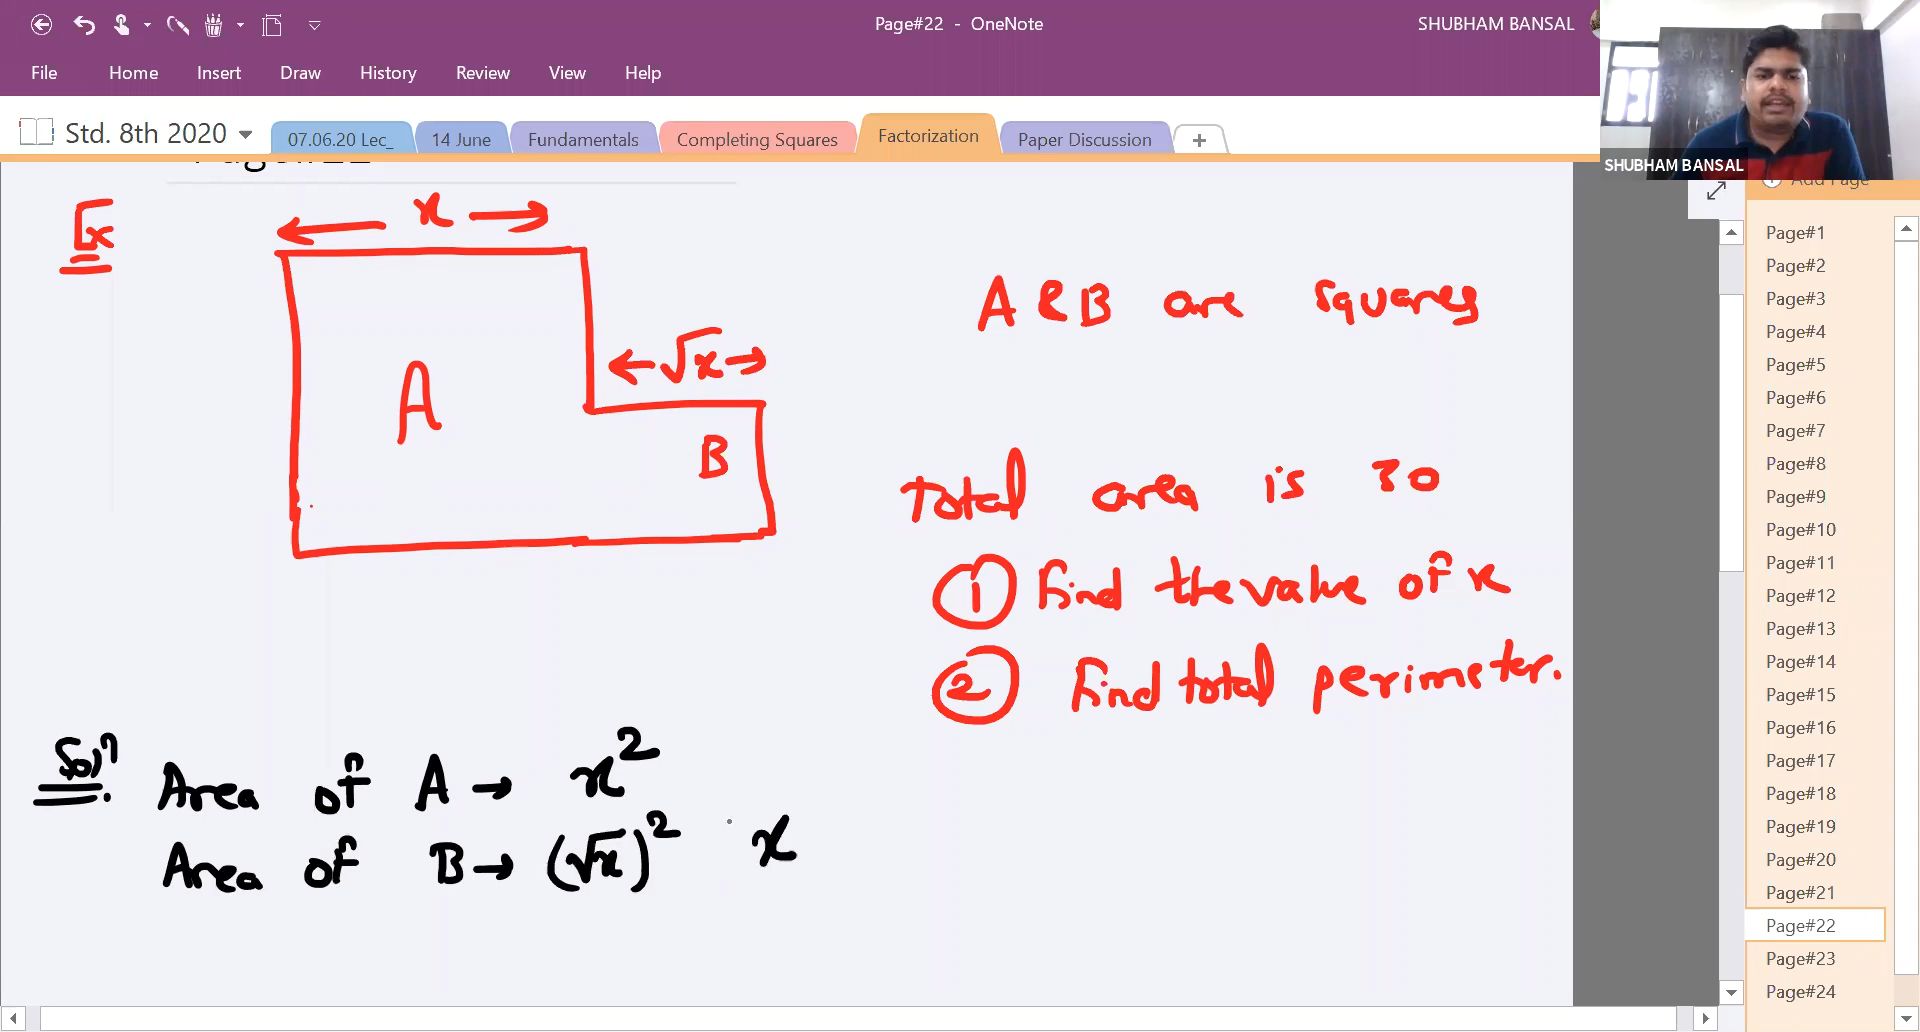 Page#22 - OneNote
SHUBHAM BANSAL
File Home Insert Draw History Review View Help
Std. 8th 2020
07.06.20 Lec_
14 June
Fundamentals
Completing Squares
Factorization
Paper Discussion
+
SHUBHAM BANSAL
Page#22
Add Page
Ex
x
√x
A
B
A & B are squares
Total area is 30
① Find the value of x
② Find total perimeter.
Solⁿ. Area of A → x²
Area of B → (√x)² x
Page#1
Page#2
Page#3
Page#4
Page#5
Page#6
Page#7
Page#8
Page#9
Page#10
Page#11
Page#12
Page#13
Page#14
Page#15
Page#16
Page#17
Page#18
Page#19
Page#20
Page#21
Page#22
Page#23
Page#24